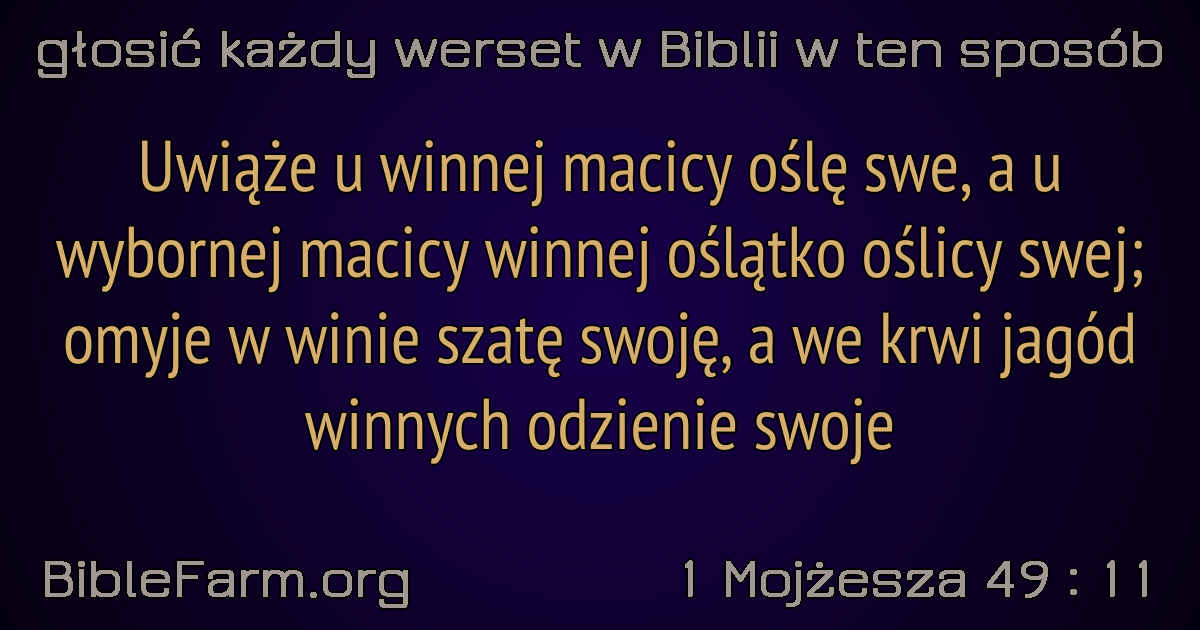 głosić każdy werset w Biblii w ten sposób
Uwiąże u winnej macicy oślę swe, a u
wybornej macicy winnej oślątko oślicy swej;
omyje w winie szatę swoję, a we krwi jagód
winnych odzienie swoje
BibleFarm.org
1 Mojżesza 49 : 11